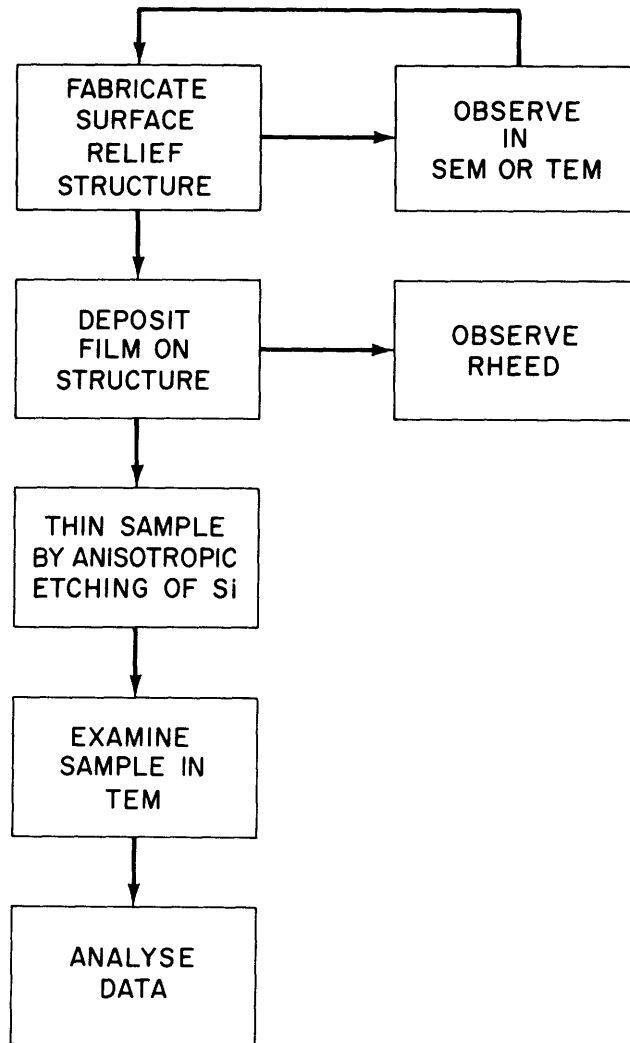 FABRICATE
SURFACE
RELIEF
STRUCTURE
OBSERVE
IN
SEM OR TEM
DEPOSIT
FILM ON
STRUCTURE
OBSERVE
RHEED
THIN SAMPLE
BY ANISOTROPIC
ETCHING OF Si
EXAMINE
SAMPLE IN
TEM
ANALYSE
DATA